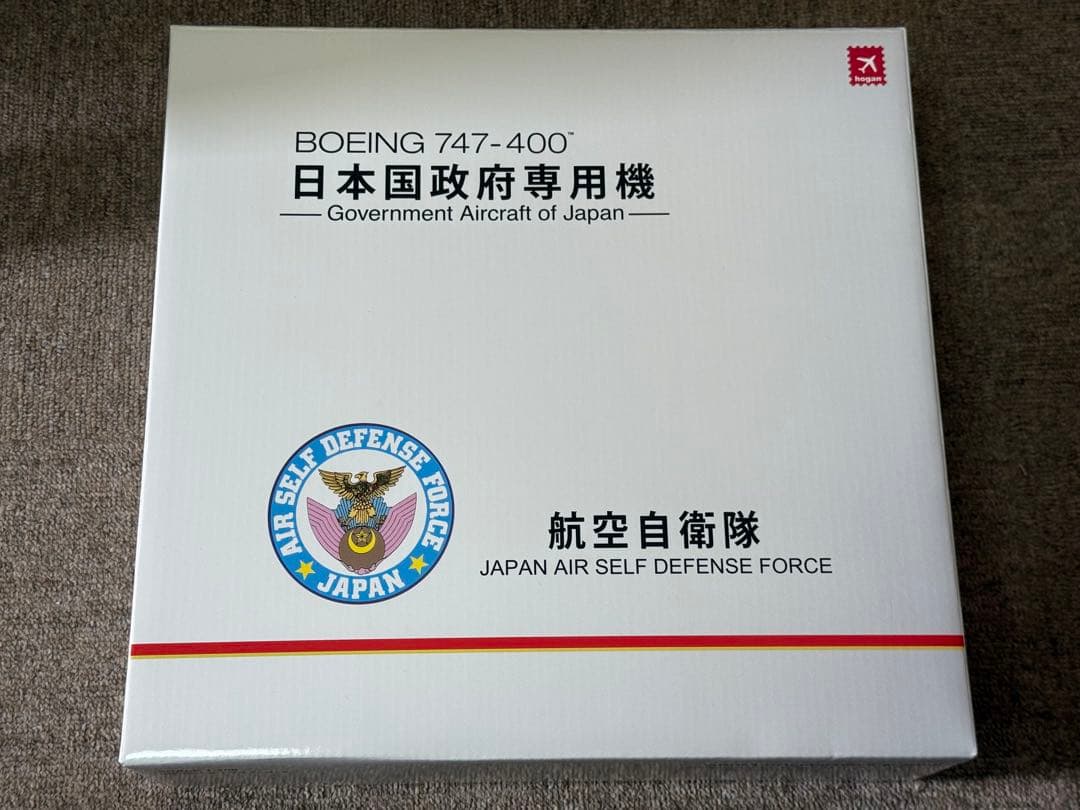 hogan
BOEING 747-400™
日本国政府専用機
Government Aircraft of Japan
AIR SELF DEFENSE FORCE
JAPAN
航空自衛隊
JAPAN AIR SELF DEFENSE FORCE